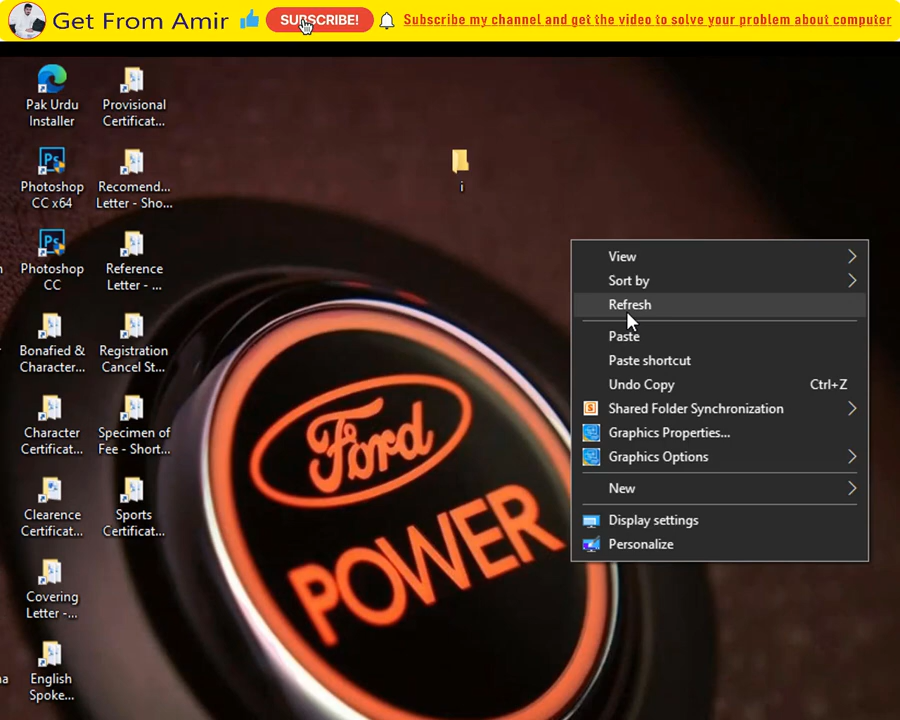 Get From Amir
SUBSCRIBE!
Subscribe my channel and get the video to solve your problem about computer
Pak Urdu
Installer
Provisional
Certificat...
Photoshop
CC x64
Recomend...
Letter - Sho...
i
Photoshop
CC
Reference
Letter - ...
Bonafied &
Character...
Registration
Cancel St...
Character
Certificat...
Specimen of
Fee - Short...
Clearence
Certificat...
Sports
Certificat...
Covering
Letter -...
English
Spoke...
View
Sort by
Refresh
Paste
Paste shortcut
Undo Copy Ctrl+Z
Shared Folder Synchronization
Graphics Properties...
Graphics Options
New
Display settings
Personalize
Ford
POWER